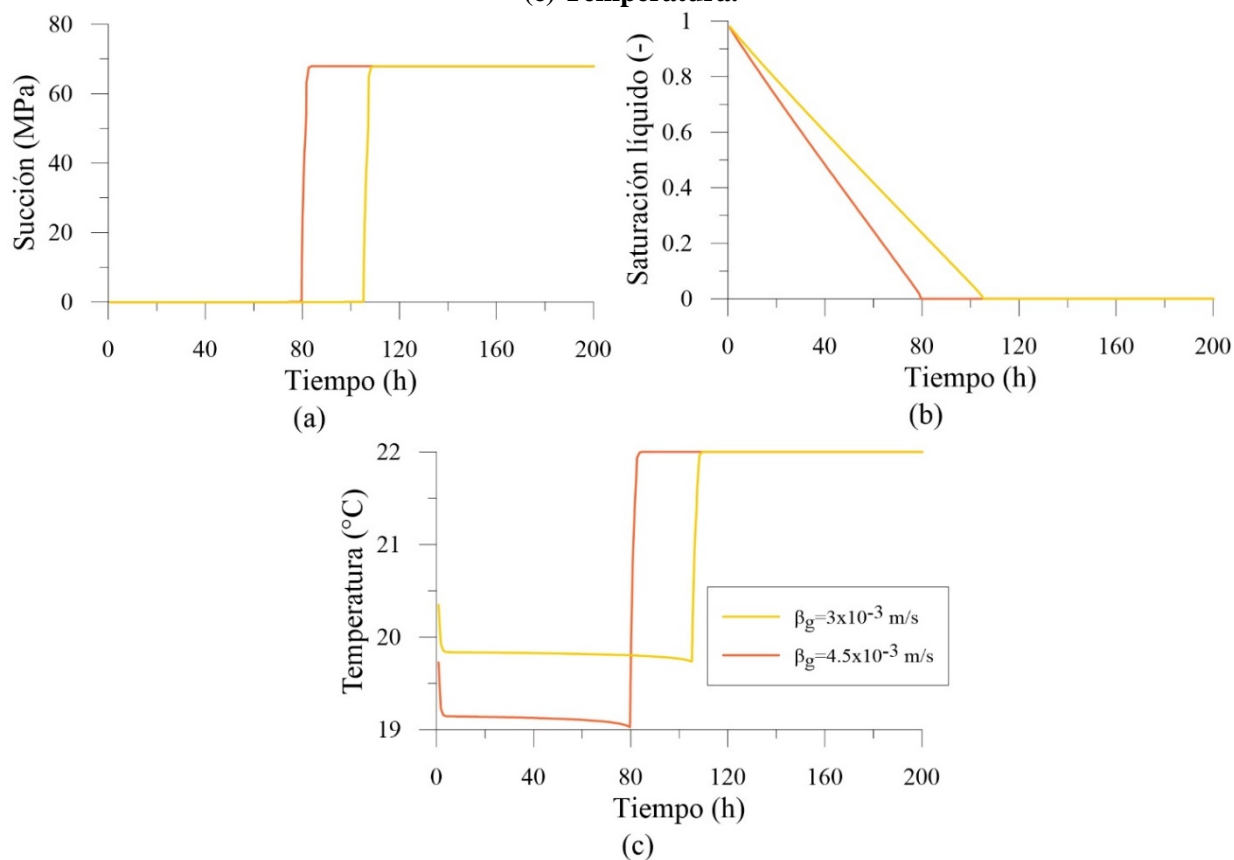 (c) Temperatura.
80
60
40
20
0
Succión (MPa)
0 40 80 120 160 200
Tiempo (h)
(a)
1
0.8
0.6
0.4
0.2
0
Saturación líquido (-)
0 40 80 120 160 200
Tiempo (h)
(b)
22
21
20
19
Temperatura (°C)
0 40 80 120 160 200
Tiempo (h)
(c)
βg=3x10-3 m/s
βg=4.5x10-3 m/s